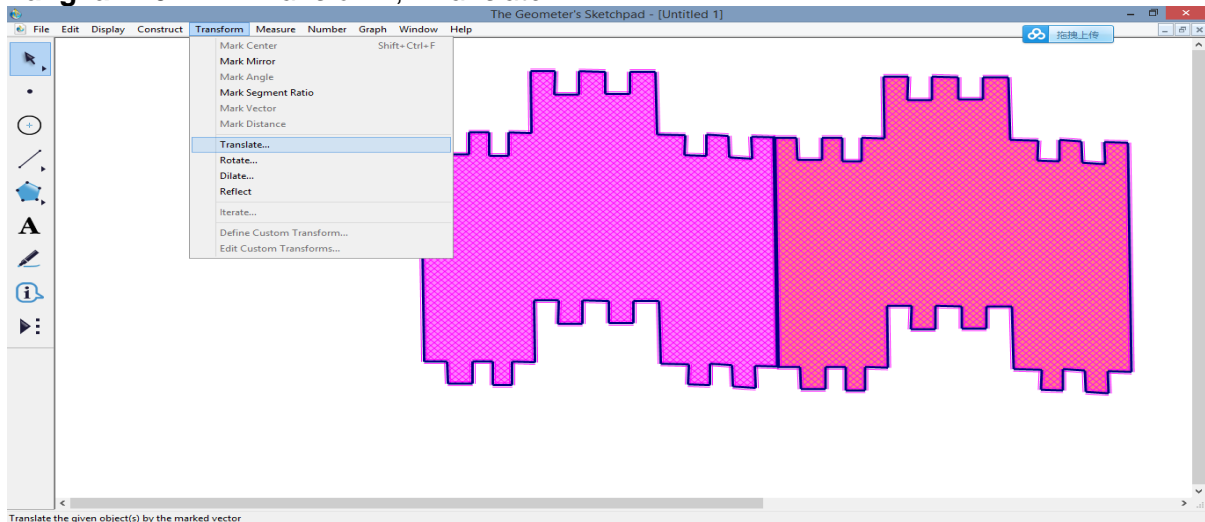 The Geometer's Sketchpad - [Untitled 1]
File Edit Display Construct Transform Measure Number Graph Window Help
拖拽上传
Mark Center Shift+Ctrl+F
Mark Mirror
Mark Angle
Mark Segment Ratio
Mark Vector
Mark Distance
Translate...
Rotate...
Dilate...
Reflect
Iterate...
Define Custom Transform...
Edit Custom Transforms...
A
i
Translate the given object(s) by the marked vector